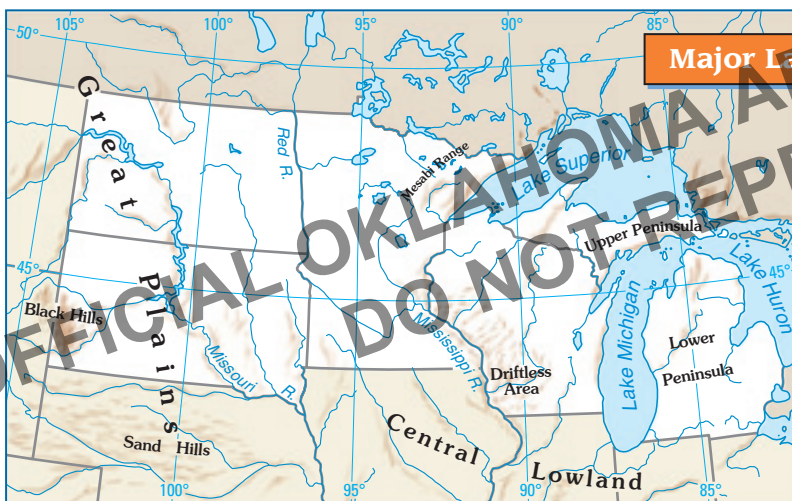 105°
95°
90°
85°
50°
Major La
Great
Plains
Red R.
Mesabi Range
Lake Superior
Upper Peninsula
Lake Huron
45°
45°
Black Hills
Missouri R.
Mississippi R.
Lake Michigan
Lower
Peninsula
Driftless
Area
Sand Hills
Central
Lowland
100°
95°
90°
85°
OFFICIAL OKLAHOMA
DO NOT